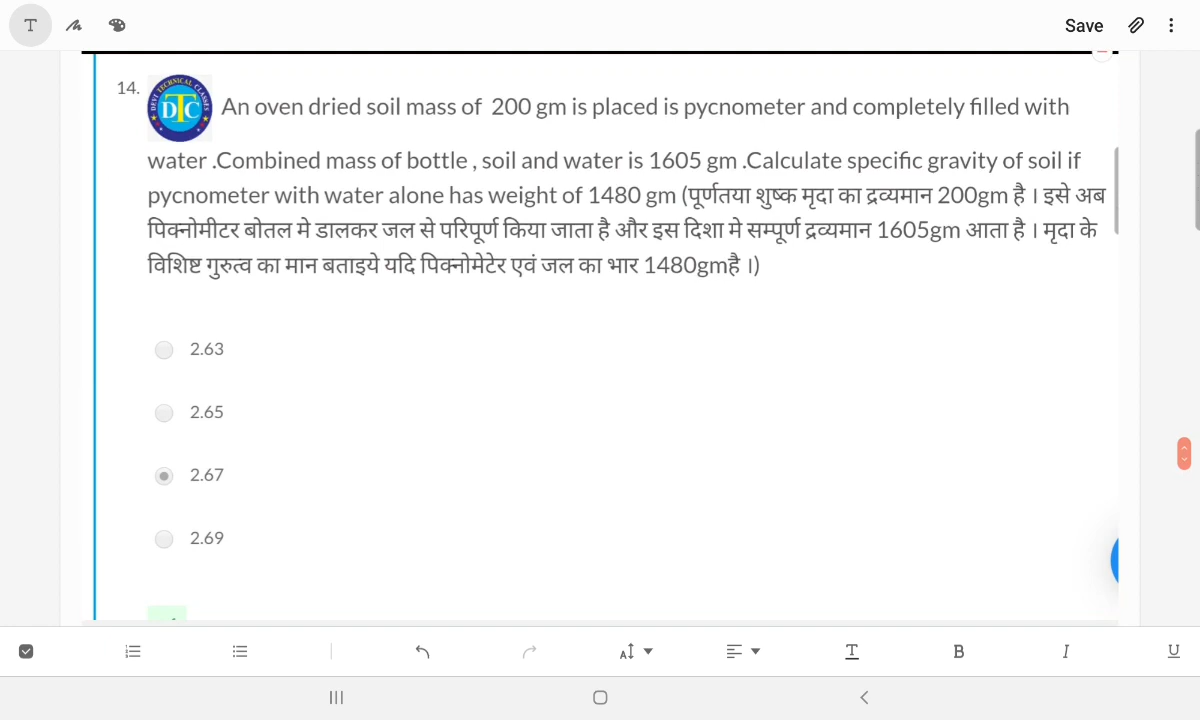 T
Save
14.
DEVI TECHNICAL CLASSES
DTC
An oven dried soil mass of 200 gm is placed is pycnometer and completely filled with
water .Combined mass of bottle , soil and water is 1605 gm .Calculate specific gravity of soil if
pycnometer with water alone has weight of 1480 gm (पूर्णतया शुष्क मृदा का द्रव्यमान 200gm है । इसे अब
पिक्नोमीटर बोतल मे डालकर जल से परिपूर्ण किया जाता है और इस दिशा मे सम्पूर्ण द्रव्यमान 1605gm आता है । मृदा के
विशिष्ट गुरुत्व का मान बताइये यदि पिक्नोमेटेर एवं जल का भार 1480gmहै ।)
2.63
2.65
2.67
2.69
A T B I U